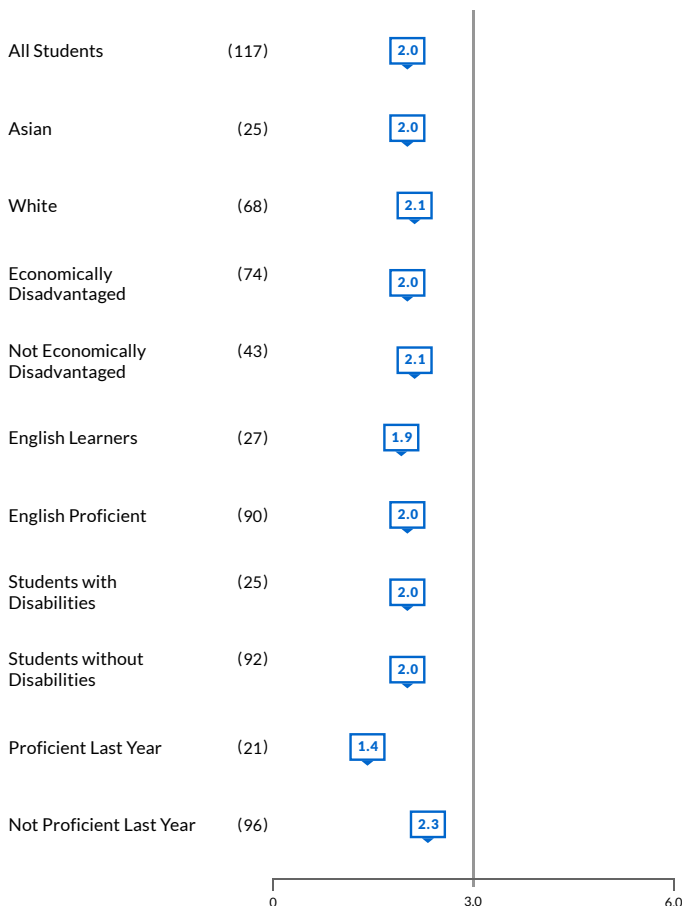 All Students (117) 2.0
Asian (25) 2.0
White (68) 2.1
Economically (74) 2.0
Disadvantaged
Not Economically (43) 2.1
Disadvantaged
English Learners (27) 1.9
English Proficient (90) 2.0
Students with (25) 2.0
Disabilities
Students without (92) 2.0
Disabilities
Proficient Last Year (21) 1.4
Not Proficient Last Year (96) 2.3
0 3.0 6.0